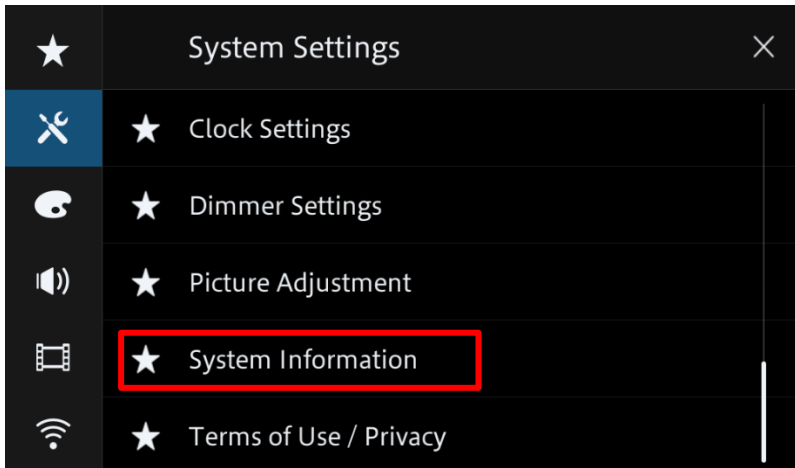 System Settings
Clock Settings
Dimmer Settings
Picture Adjustment
System Information
Terms of Use / Privacy